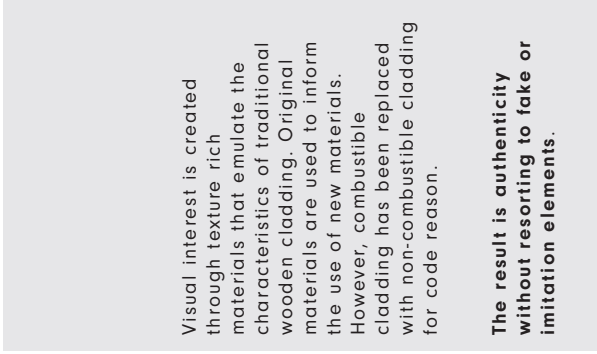 Visual interest is created
through texture rich
materials that emulate the
characteristics of traditional
wooden cladding. Original
materials are used to inform
the use of new materials.
However, combustible
cladding has been replaced
with non-combustible cladding
for code reason.
The result is authenticity
without resorting to fake or
imitation elements.